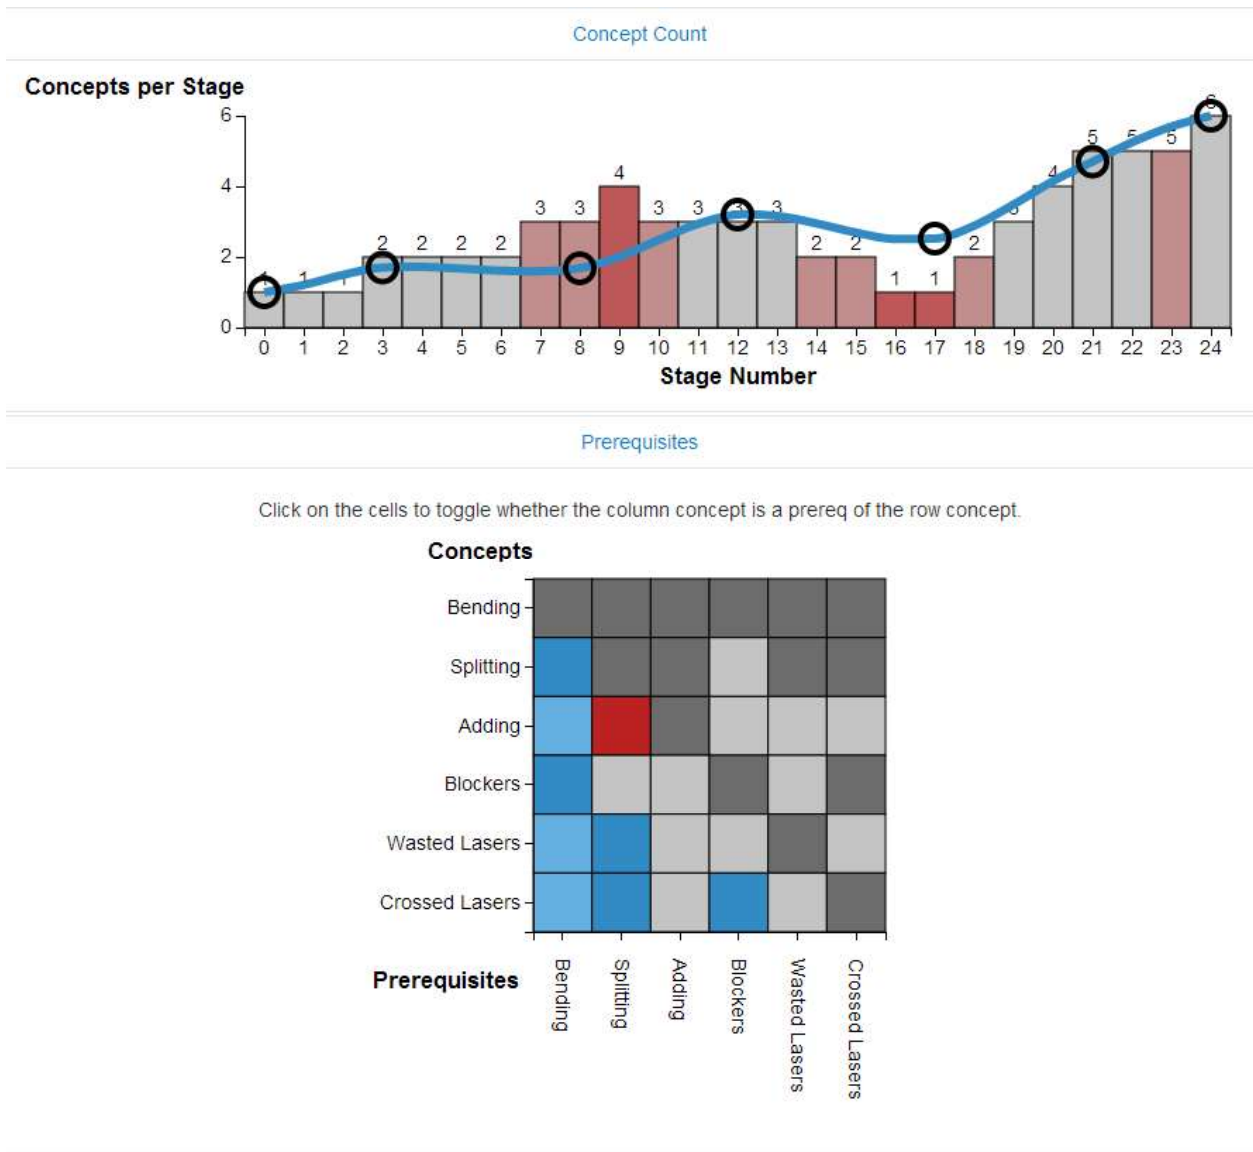 Concept Count
Concepts per Stage
6
4
2
0
1 1 1 2 2 2 2 3 3 4 3 3 3 3 2 2 1 1 2 3 4 5 5 5 6
0 1 2 3 4 5 6 7 8 9 10 11 12 13 14 15 16 17 18 19 20 21 22 23 24
Stage Number
Prerequisites
Click on the cells to toggle whether the column concept is a prereq of the row concept.
Concepts
Bending
Splitting
Adding
Blockers
Wasted Lasers
Crossed Lasers
Prerequisites
Bending
Splitting
Adding
Blockers
Wasted Lasers
Crossed Lasers